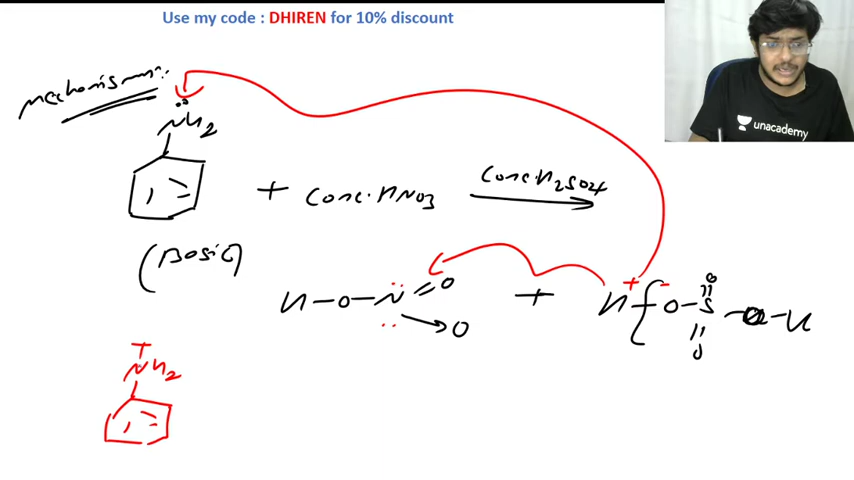 Use my code : DHIREN for 10% discount
mechanism:
unacademy
NH2
+ conc. HNO3 conc. H2SO4
(Basic)
H-O-N=O + H+ -O-S-O-H
O
O
O
+
NH2